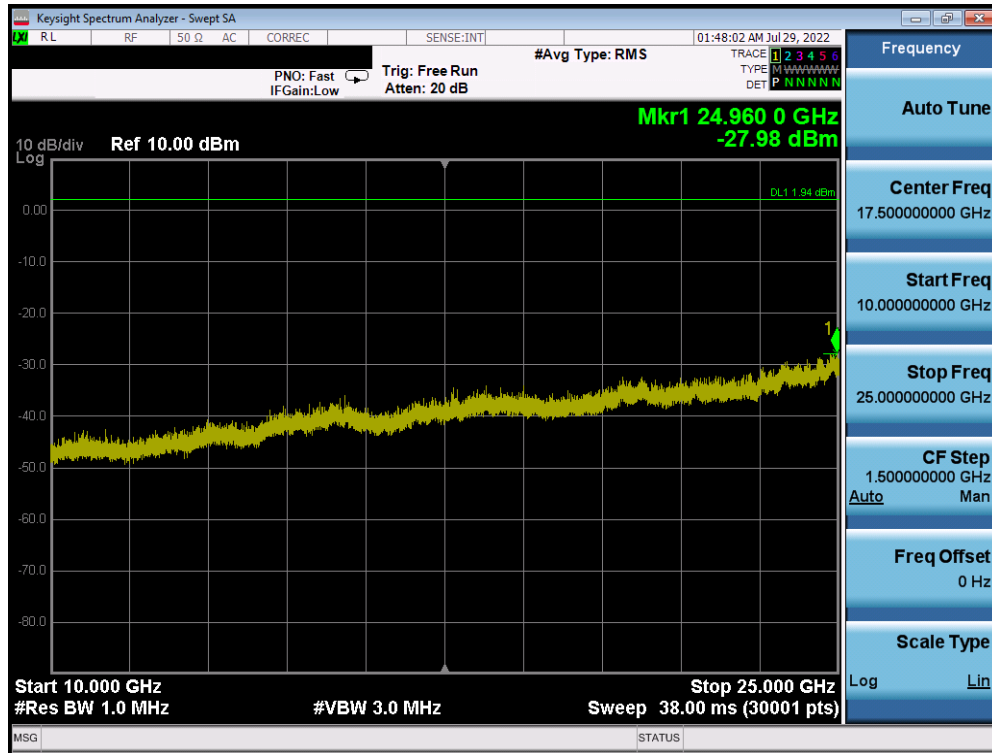 Keysight Spectrum Analyzer - Swept SA
LXI RL RF 50 Ω AC CORREC SENSE:INT 01:48:02 AM Jul 29, 2022
#Avg Type: RMS
TRACE 1 2 3 4 5 6
PNO: Fast Trig: Free Run
TYPE M W W W W W
IFGain:Low Atten: 20 dB
DET P N N N N N
Mkr1 24.960 0 GHz
-27.98 dBm
10 dB/div Ref 10.00 dBm
Log
DL1 1.94 dBm
0.00
-10.0
-20.0
1
-30.0
-40.0
-50.0
-60.0
-70.0
-80.0
Start 10.000 GHz Stop 25.000 GHz
#Res BW 1.0 MHz #VBW 3.0 MHz Sweep 38.00 ms (30001 pts)
MSG STATUS
Frequency
Auto Tune
Center Freq
17.500000000 GHz
Start Freq
10.000000000 GHz
Stop Freq
25.000000000 GHz
CF Step
1.500000000 GHz
Auto Man
Freq Offset
0 Hz
Scale Type
Log Lin